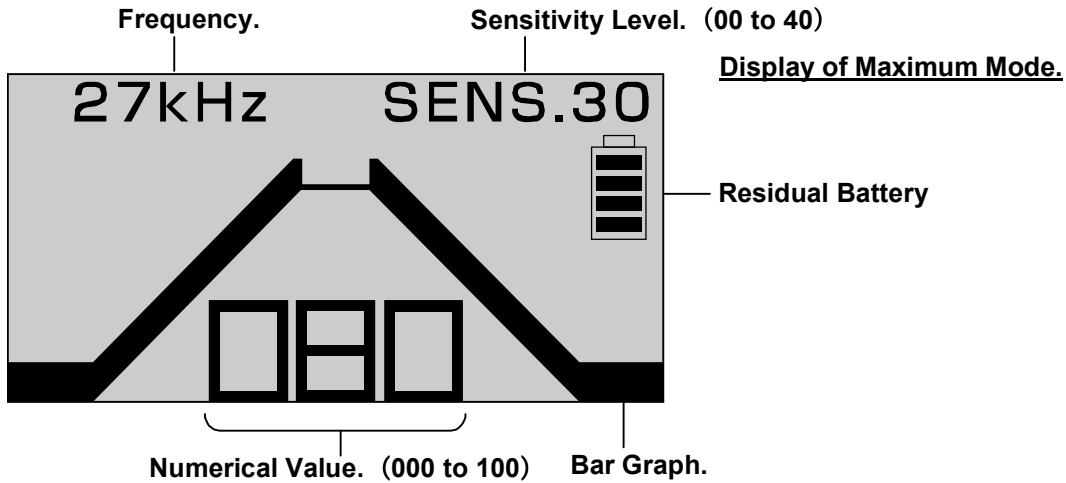 Frequency.
Sensitivity Level.（00 to 40）
Display of Maximum Mode.
27kHz
SENS.30
Residual Battery
080
Numerical Value.（000 to 100）
Bar Graph.